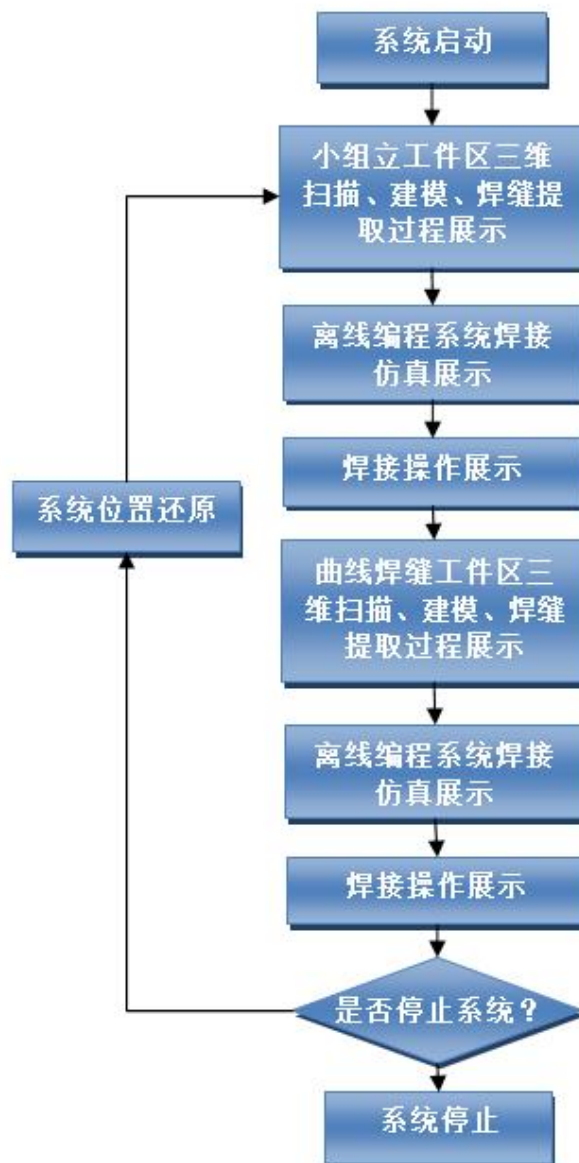 系统启动
小组立工件区三维
扫描、建模、焊缝提
取过程展示
离线编程系统焊接
仿真展示
焊接操作展示
系统位置还原
曲线焊缝工件区三
维扫描、建模、焊缝
提取过程展示
离线编程系统焊接
仿真展示
焊接操作展示
是否停止系统？
系统停止